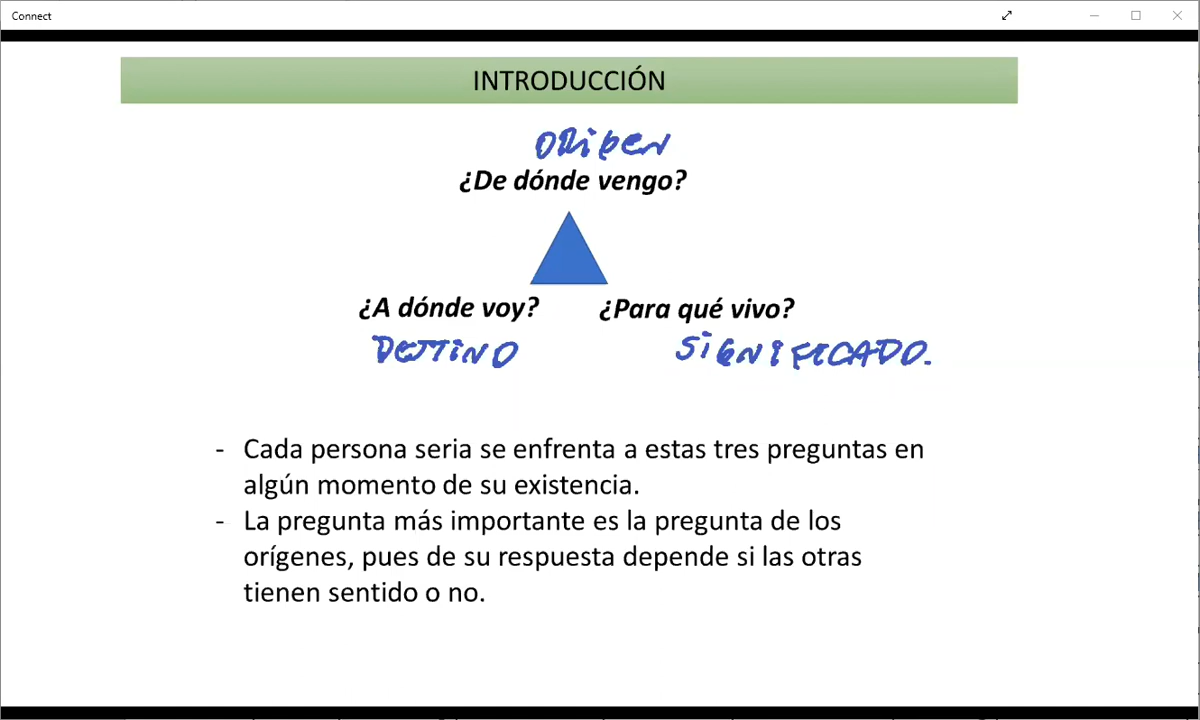 Connect
INTRODUCCIÓN
ORIGEN
¿De dónde vengo?
¿A dónde voy? ¿Para qué vivo?
DESTINO SIGNIFICADO.
- Cada persona seria se enfrenta a estas tres preguntas en
algún momento de su existencia.
- La pregunta más importante es la pregunta de los
orígenes, pues de su respuesta depende si las otras
tienen sentido o no.